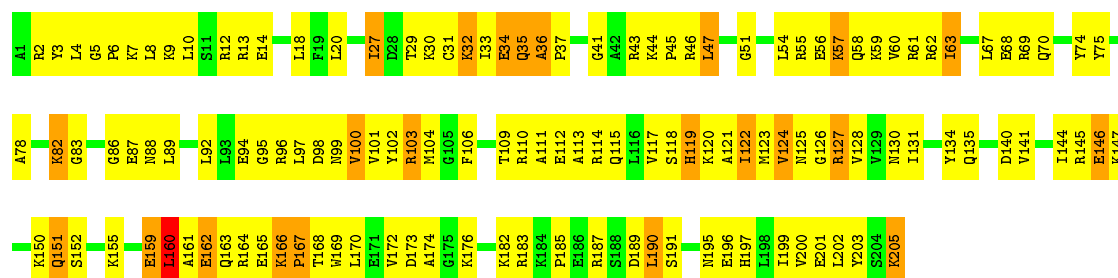 A1 R2 Y3 L4 G5 P6 K7 L8 K9 L10 S11 R12 R13 E14 L18 F19 L20 I27 D28 T29 K30 C31 K32 I33 E34 Q35 A36 P37 G41 A42 R43 K44 P45 R46 L47 G51 L54 R55 E56 K57 Q58 K59 V60 R61 R62 I63 L67 E68 R69 Q70 Y74 Y75
A78 K82 G83 G86 E87 N88 L89 L92 L93 E94 G95 R96 L97 D98 N99 V100 V101 Y102 R103 M104 G105 F106 T109 R110 A111 E112 A113 R114 Q115 L116 V117 S118 H119 K120 A121 I122 M123 V124 N125 G126 R127 V128 V129 N130 I131 Y134 Q135 D140 V141 I144 R145 E146 K147
K150 Q151 S152 K155 E159 L160 A161 E162 Q163 R164 E165 K166 P167 T168 W169 L170 E171 V172 D173 A174 G175 K176 K182 R183 K184 P185 E186 R187 S188 D189 L190 S191 N195 E196 H197 L198 I199 V200 E201 L202 Y203 S204 K205